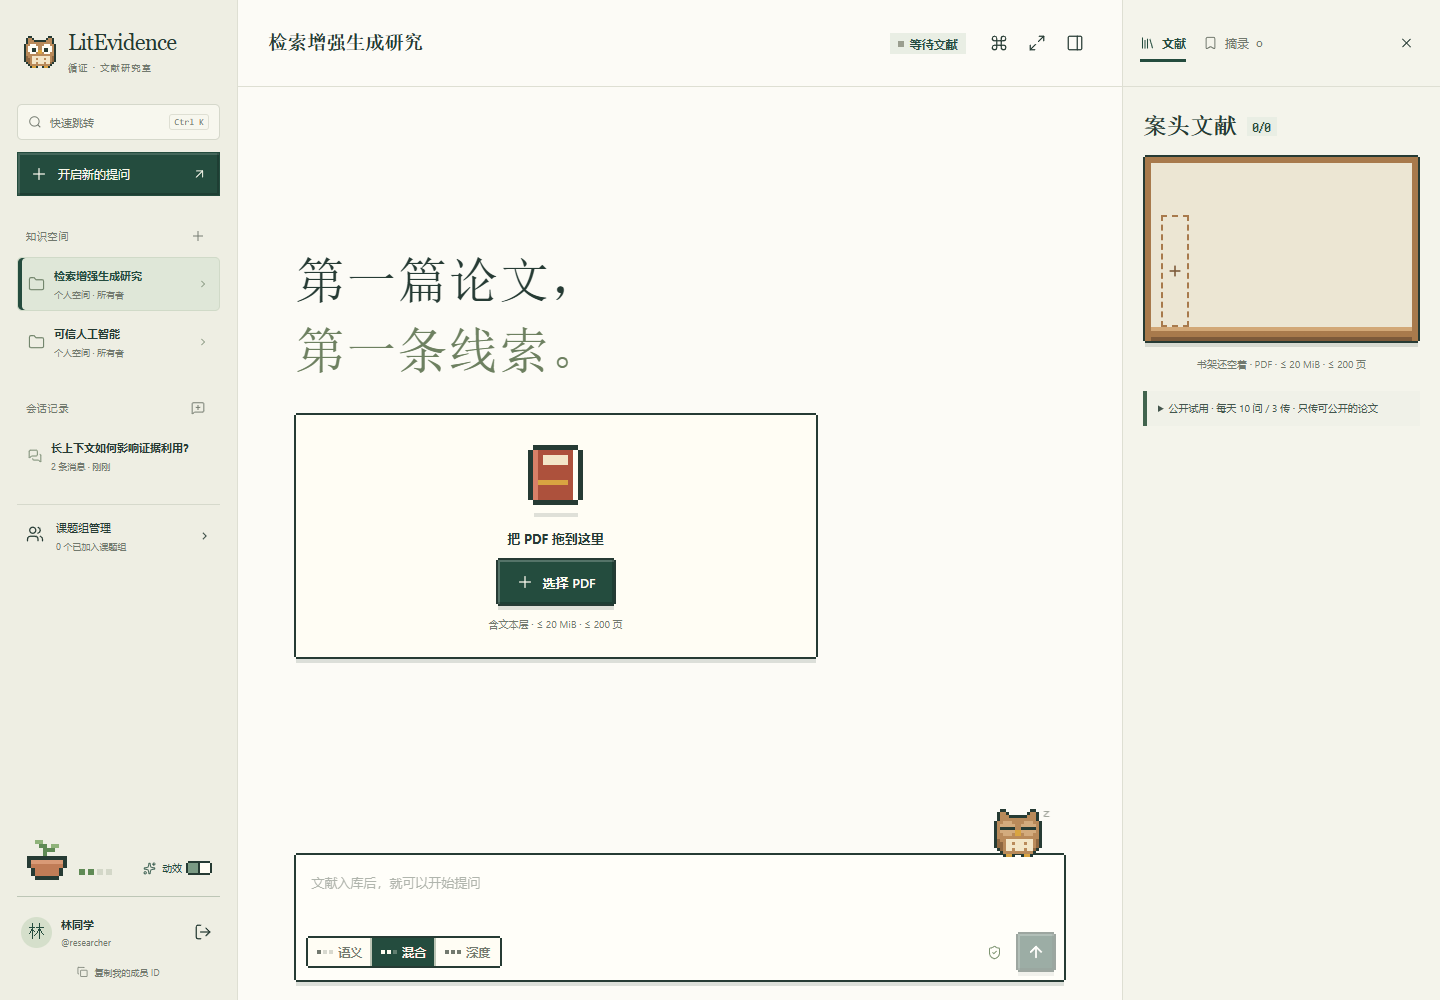 LitEvidence
循证 · 文献研究室
快速跳转
Ctrl K
开启新的提问
知识空间
检索增强生成研究
个人空间 · 所有者
可信人工智能
个人空间 · 所有者
会话记录
长上下文如何影响证据利用?
2 条消息 · 刚刚
课题组管理
0 个已加入课题组
动效
林
林同学
@researcher
复制我的成员 ID
检索增强生成研究
等待文献
第一篇论文，
第一条线索。
把 PDF 拖到这里
选择 PDF
含文本层 · ≤ 20 MiB · ≤ 200 页
z
文献入库后，就可以开始提问
语义
混合
深度
文献
摘录 0
案头文献
0/0
书架还空着 · PDF · ≤ 20 MiB · ≤ 200 页
公开试用 · 每天 10 问 / 3 传 · 只传可公开的论文